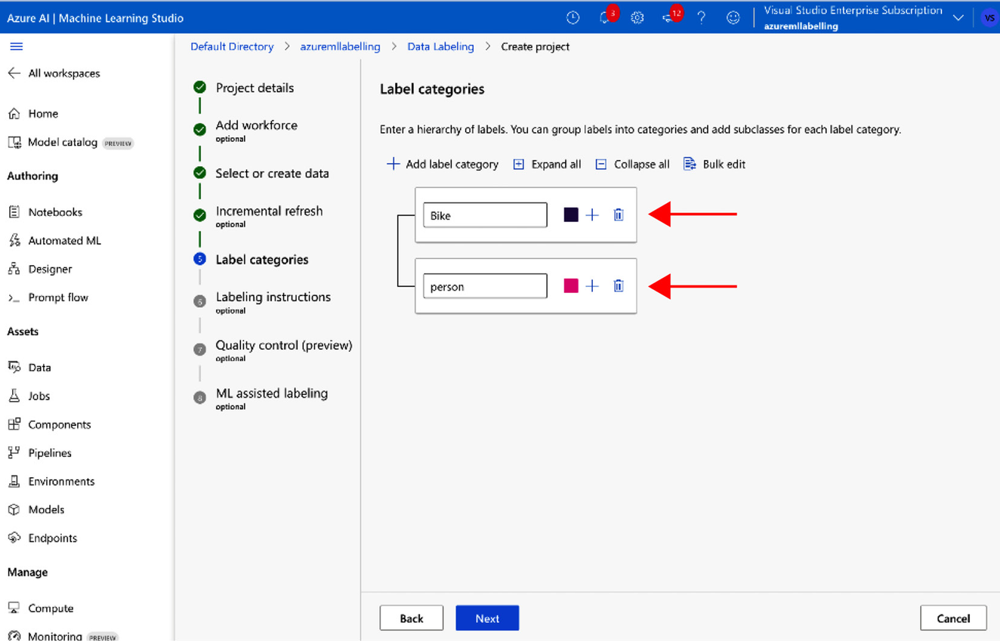 Azure AI | Machine Learning Studio
3
12
Visual Studio Enterprise Subscription
azuremllabelling
VS
Default Directory > azuremllabelling > Data Labeling > Create project
All workspaces
Home
Model catalog PREVIEW
Authoring
Notebooks
Automated ML
Designer
Prompt flow
Assets
Data
Jobs
Components
Pipelines
Environments
Models
Endpoints
Manage
Compute
Monitoring PREVIEW
Project details
Add workforce
optional
Select or create data
Incremental refresh
optional
5 Label categories
6 Labeling instructions
optional
7 Quality control (preview)
optional
8 ML assisted labeling
optional
Label categories
Enter a hierarchy of labels. You can group labels into categories and add subclasses for each label category.
Add label category Expand all Collapse all Bulk edit
Bike
person
Back Next Cancel